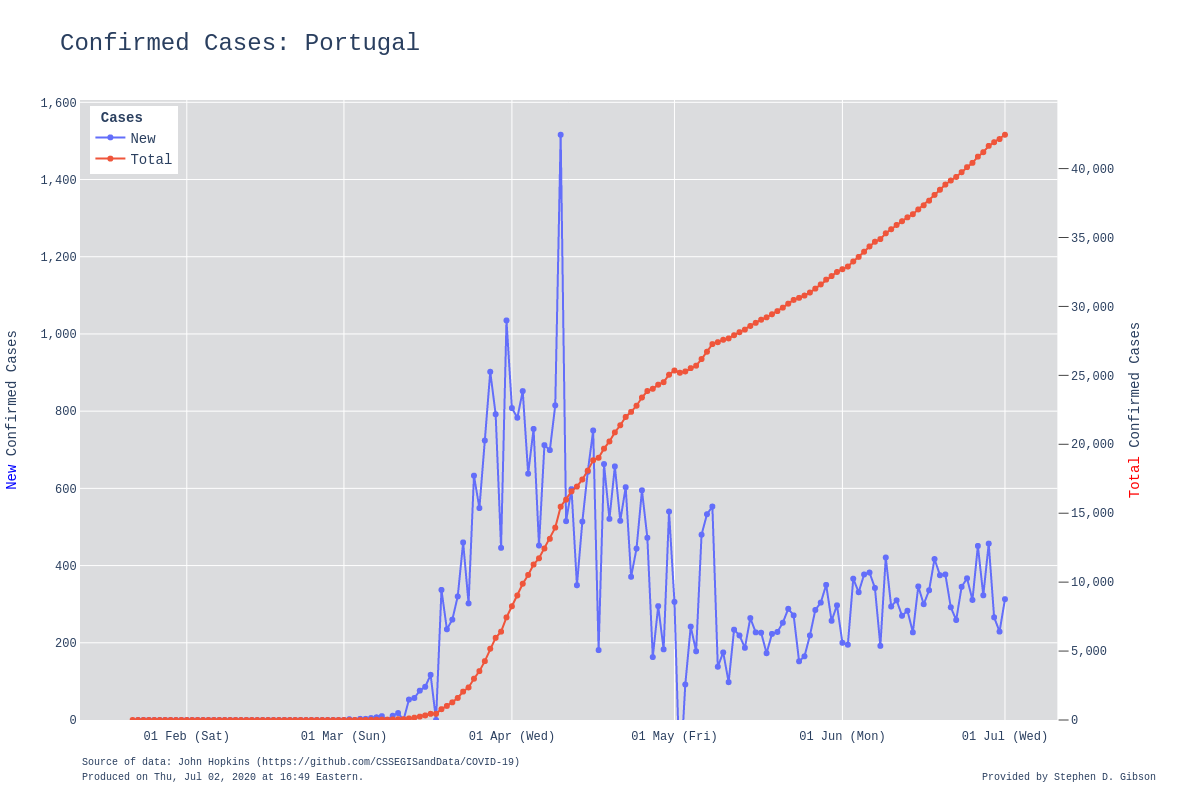 Confirmed Cases: Portugal
Cases
New
Total
1,600
1,400
1,200
1,000
800
600
400
200
0
New Confirmed Cases
40,000
35,000
30,000
25,000
20,000
15,000
10,000
5,000
0
Total Confirmed Cases
01 Feb (Sat)
01 Mar (Sun)
01 Apr (Wed)
01 May (Fri)
01 Jun (Mon)
01 Jul (Wed)
Source of data: John Hopkins (https://github.com/CSSEGISandData/COVID-19)
Produced on Thu, Jul 02, 2020 at 16:49 Eastern.
Provided by Stephen D. Gibson